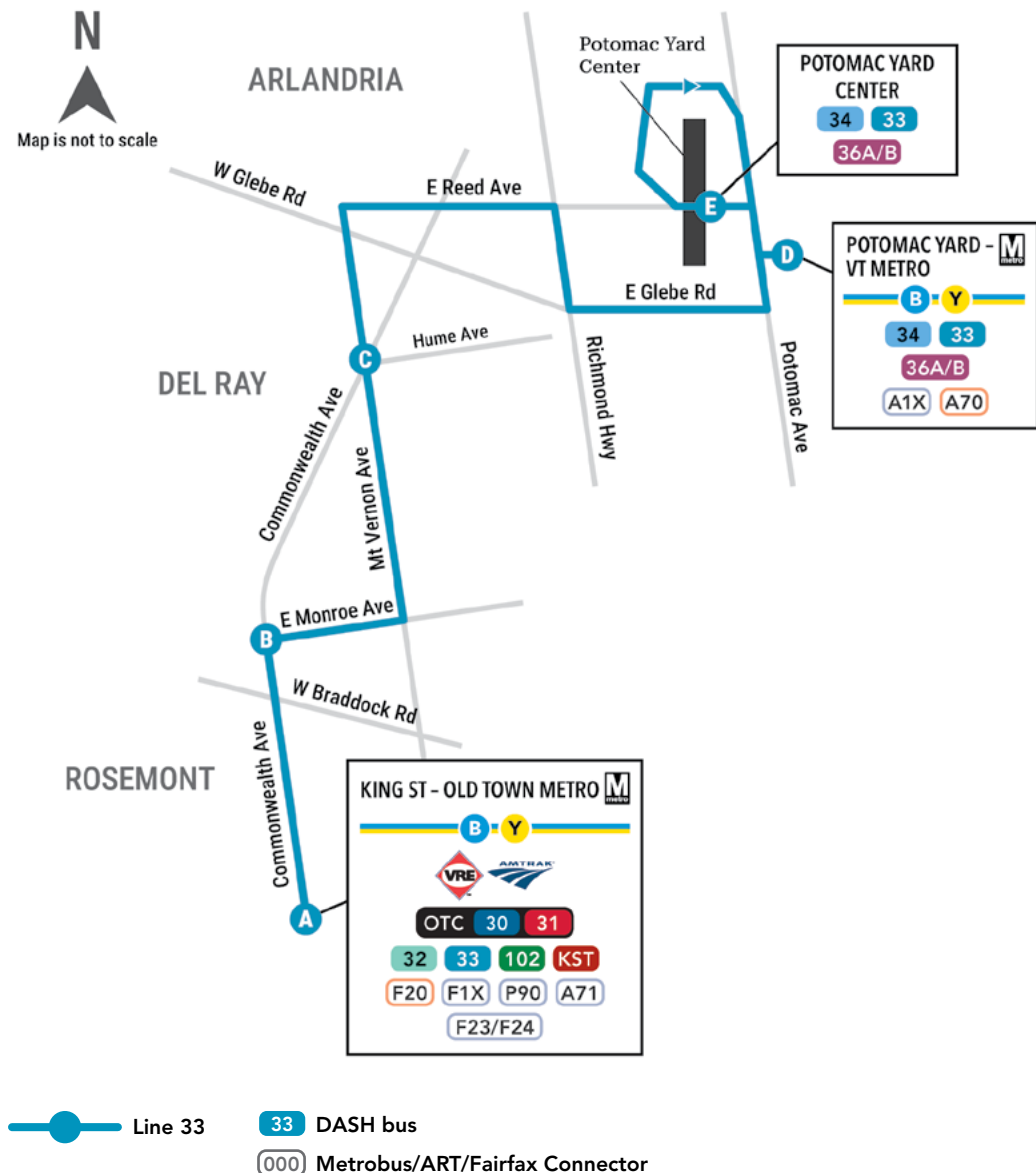 N
Map is not to scale
ARLANDRIA
Potomac Yard
Center
POTOMAC YARD
CENTER
34 33
36A/B
W Glebe Rd
E Reed Ave
E
D
POTOMAC YARD –
VT METRO
M
metro
B Y
34 33
36A/B
A1X A70
E Glebe Rd
Hume Ave
C
DEL RAY
Richmond Hwy
Potomac Ave
Commonwealth Ave
Mt Vernon Ave
E Monroe Ave
B
W Braddock Rd
ROSEMONT
Commonwealth Ave
A
KING ST – OLD TOWN METRO
M
metro
B Y
VRE AMTRAK
OTC 30 31
32 33 102 KST
F20 F1X P90 A71
F23/F24
Line 33
33 DASH bus
000 Metrobus/ART/Fairfax Connector